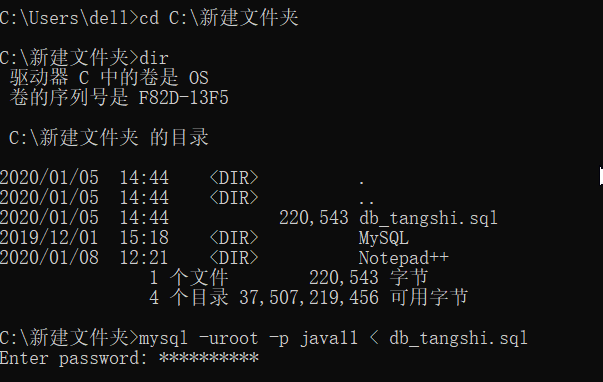 C:\Users\dell>cd C:\新建文件夹
C:\新建文件夹>dir
驱动器 C 中的卷是 OS
卷的序列号是 F82D-13F5
C:\新建文件夹 的目录
2020/01/05  14:44    <DIR>          .
2020/01/05  14:44    <DIR>          ..
2020/01/05  14:44           220,543 db_tangshi.sql
2019/12/01  15:18    <DIR>          MySQL
2020/01/08  12:21    <DIR>          Notepad++
1 个文件        220,543 字节
4 个目录 37,507,219,456 可用字节
C:\新建文件夹>mysql -uroot -p javall < db_tangshi.sql
Enter password: **********